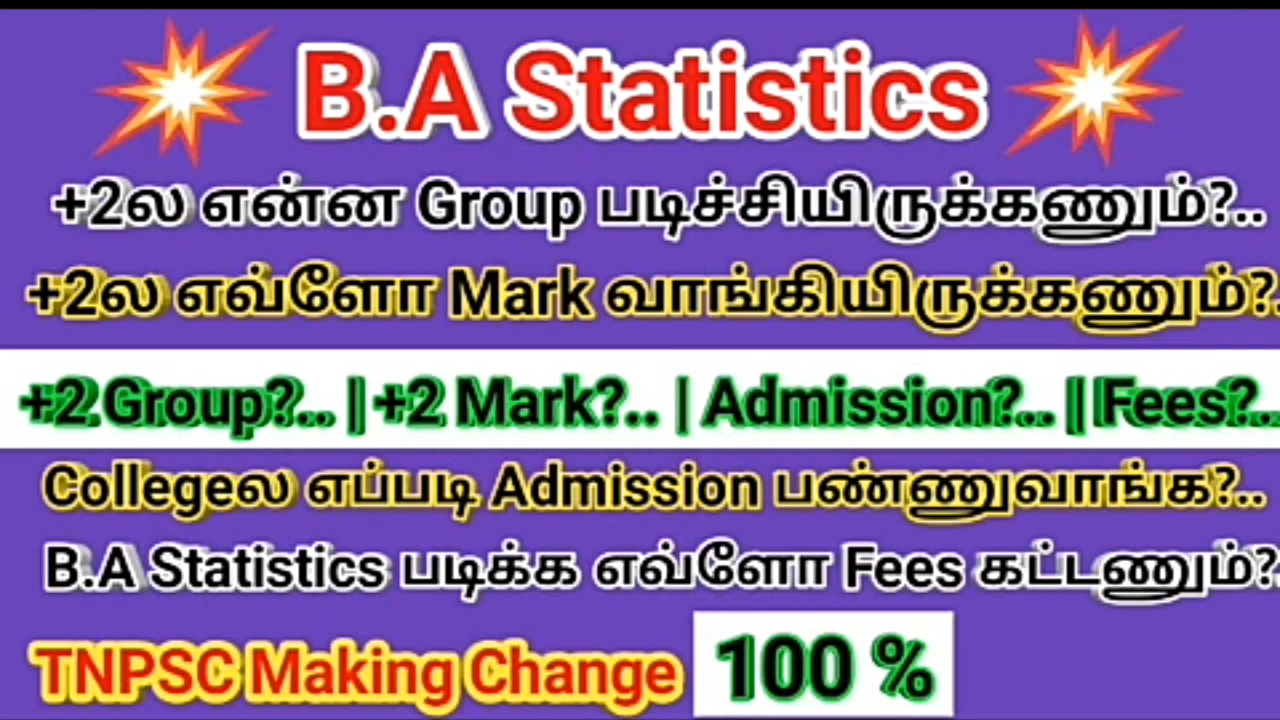 B.A Statistics
+2ல என்ன Group படிச்சியிருக்கணும்?..
+2ல எவ்ளோ Mark வாங்கியிருக்கணும்?.
+2 Group?.. | +2 Mark?.. | Admission?.. | Fees?..
Collegeல எப்படி Admission பண்ணுவாங்க?..
B.A Statistics படிக்க எவ்ளோ Fees கட்டணும்?
TNPSC Making Change 100 %